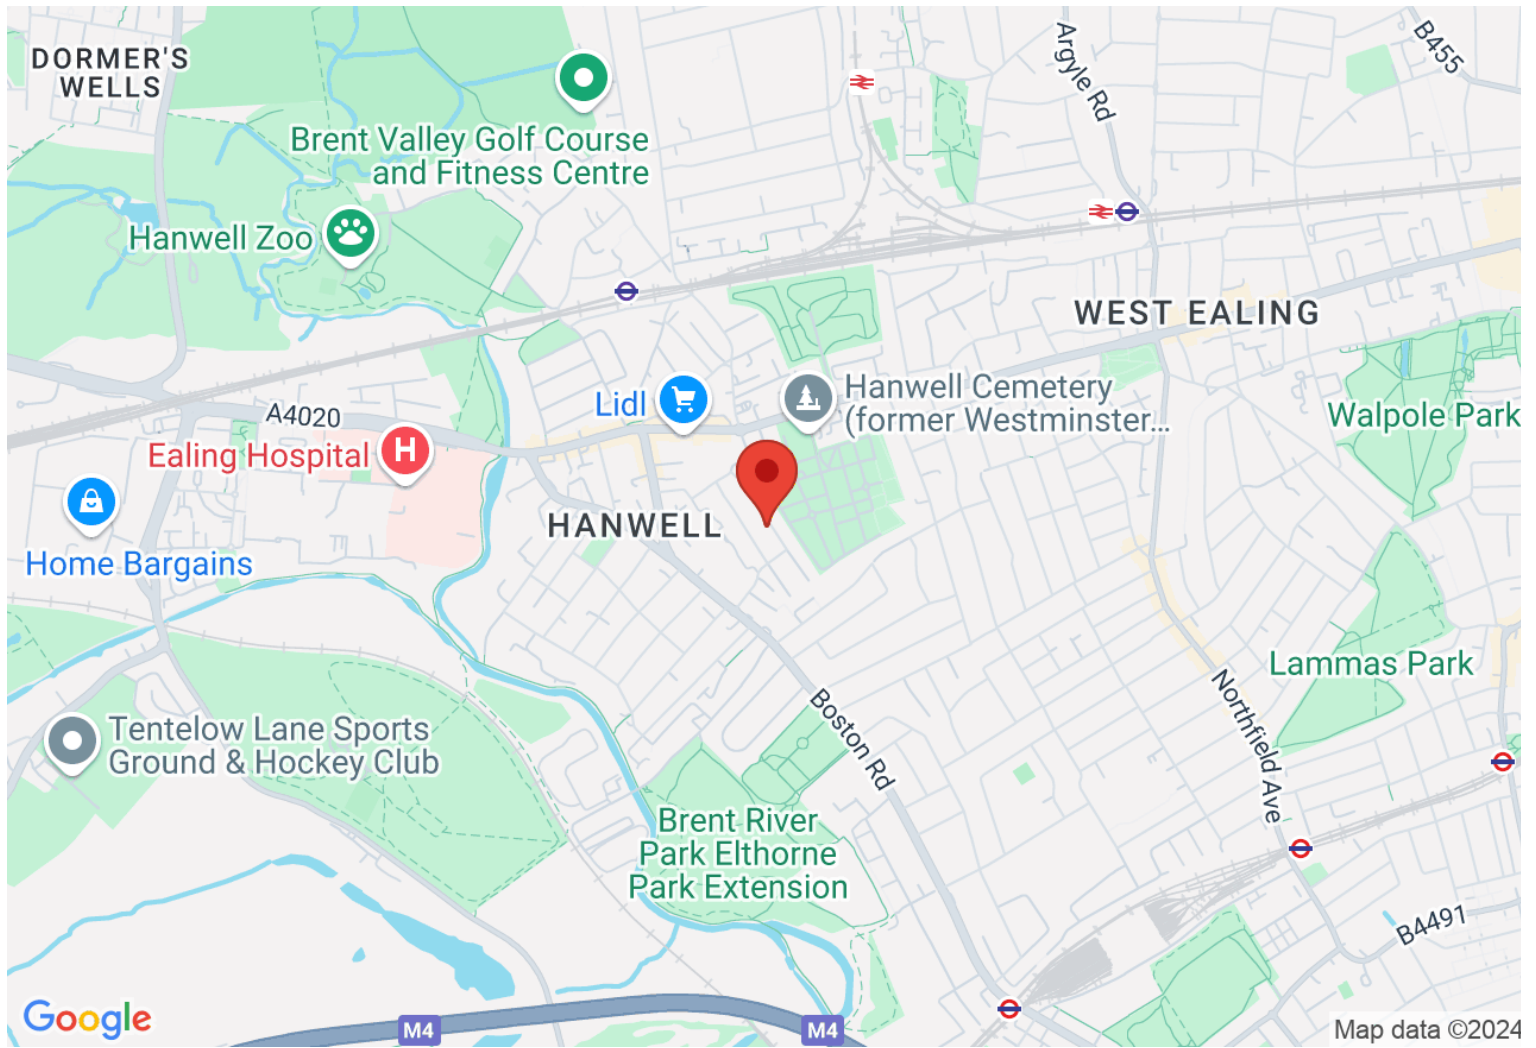 DORMER'S
WELLS
Argyle Rd
B455
Brent Valley Golf Course
and Fitness Centre
Hanwell Zoo
WEST EALING
Hanwell Cemetery
(former Westminster...
Lidl
A4020
Walpole Park
Ealing Hospital
H
HANWELL
Home Bargains
Lammas Park
Northfield Ave
Boston Rd
Tentelow Lane Sports
Ground & Hockey Club
Brent River
Park Elthorne
Park Extension
B4491
Google
M4
M4
Map data ©2024